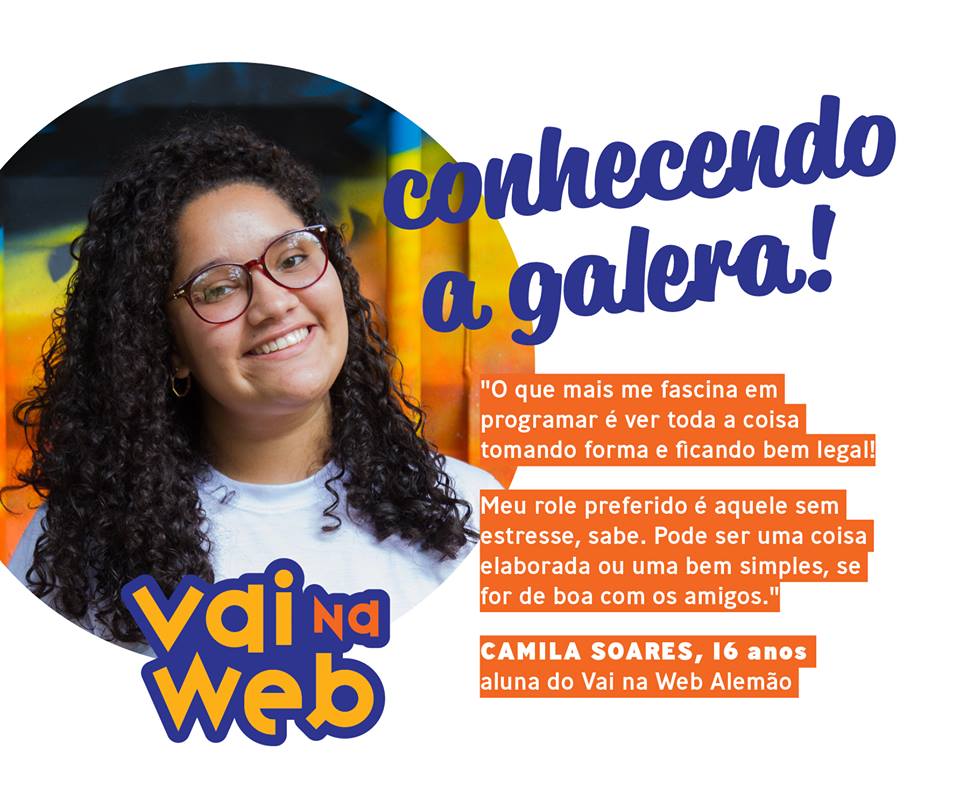 conhecendo
a galera!
"O que mais me fascina em
programar é ver toda a coisa
tomando forma e ficando bem legal!
Meu role preferido é aquele sem
estresse, sabe. Pode ser uma coisa
elaborada ou uma bem simples, se
for de boa com os amigos."
CAMILA SOARES, 16 anos
aluna do Vai na Web Alemão
vai NA
web